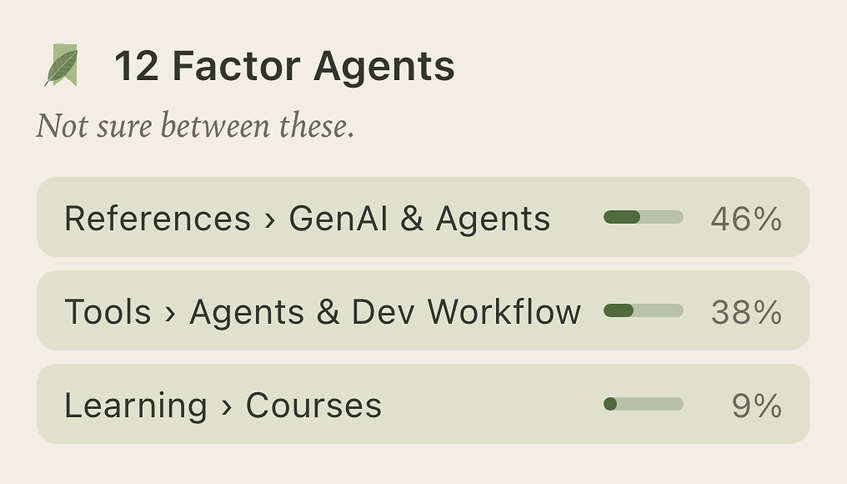 12 Factor Agents
Not sure between these.
References › GenAI & Agents 46%
Tools › Agents & Dev Workflow 38%
Learning › Courses 9%